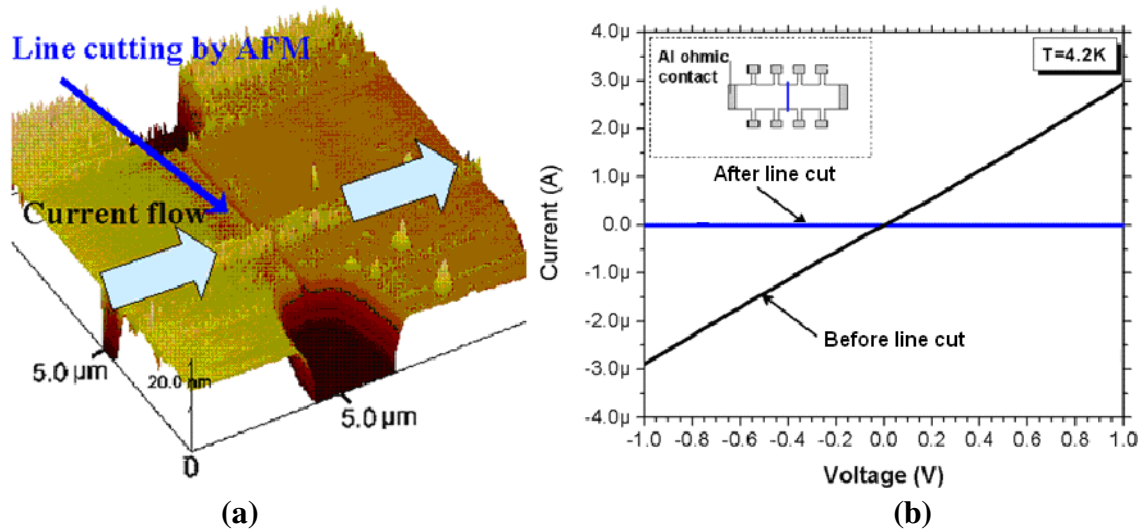 Line cutting by AFM
Current flow
5.0 μm
20.0 nm
0
5.0 μm
(a)
4.0μ
3.0μ
2.0μ
1.0μ
0.0
-1.0μ
-2.0μ
-3.0μ
-4.0μ
Current (A)
Al ohmic
contact
T=4.2K
After line cut
Before line cut
-1.0 -0.8 -0.6 -0.4 -0.2 0.0 0.2 0.4 0.6 0.8 1.0
Voltage (V)
(b)